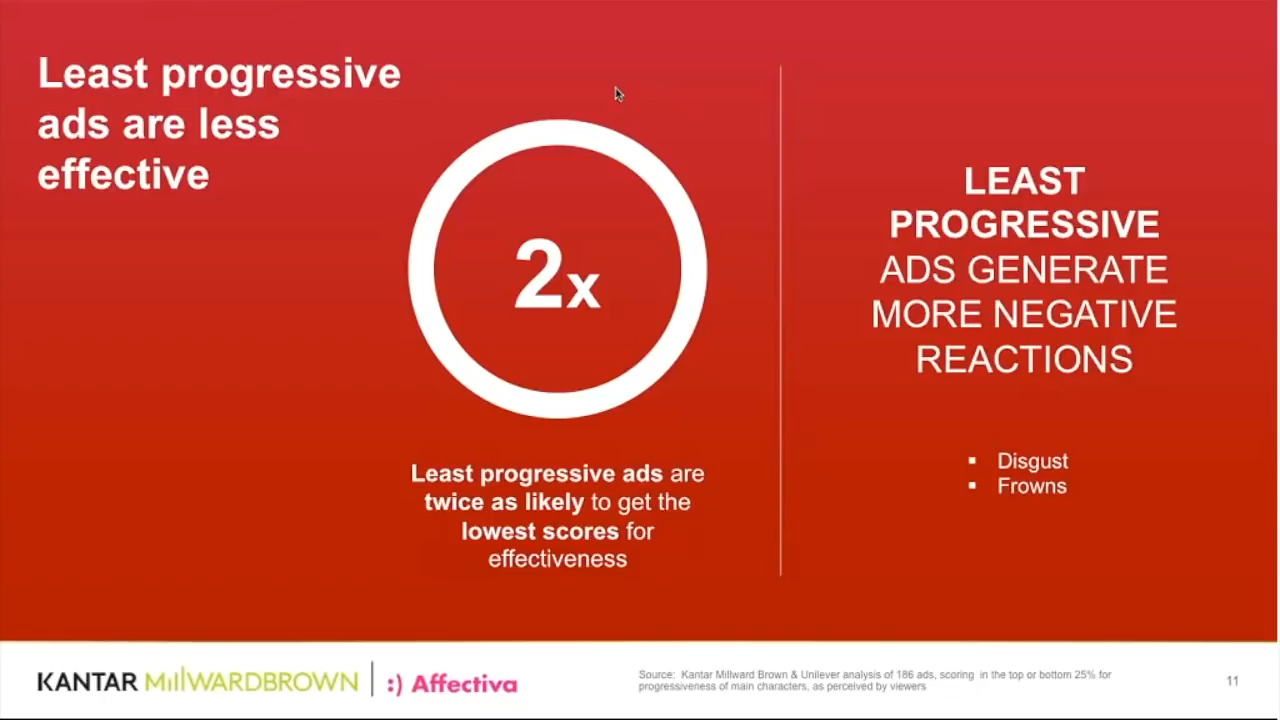 Least progressive
ads are less
effective
2x
Least progressive ads are
twice as likely to get the
lowest scores for
effectiveness
LEAST
PROGRESSIVE
ADS GENERATE
MORE NEGATIVE
REACTIONS
▪ Disgust
▪ Frowns
KANTAR MillWARDBROWN
:) Affectiva
Source: Kantar Millward Brown & Unilever analysis of 186 ads, scoring in the top or bottom 25% for
progressiveness of main characters, as perceived by viewers
11